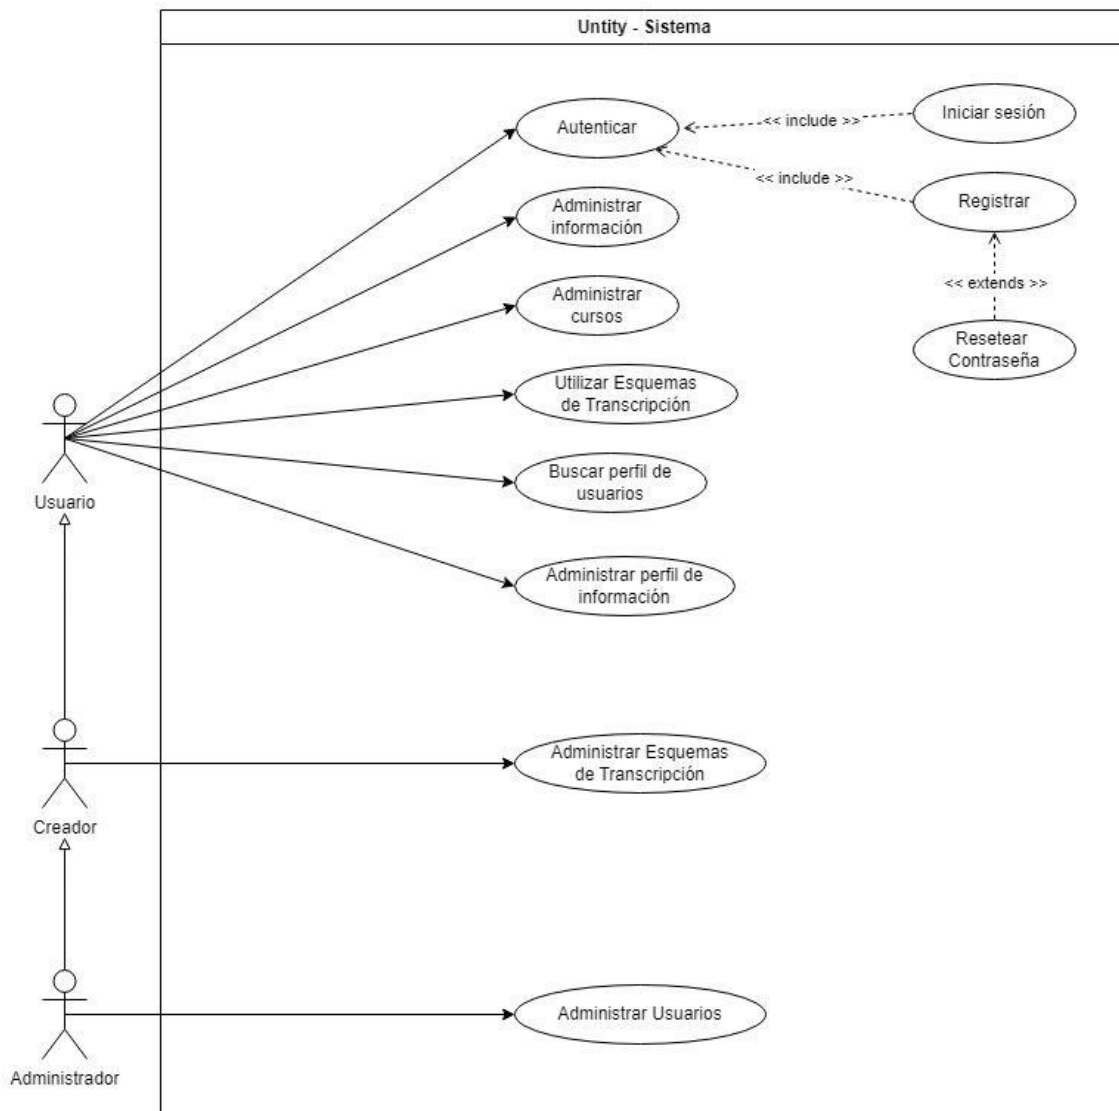 Untity - Sistema
Autenticar
<< include >>
Iniciar sesión
<< include >>
Registrar
Administrar
información
<< extends >>
Administrar
cursos
Resetear
Contraseña
Utilizar Esquemas
de Transcripción
Usuario
Buscar perfil de
usuarios
Administrar perfil de
información
Administrar Esquemas
de Transcripción
Creador
Administrar Usuarios
Administrador